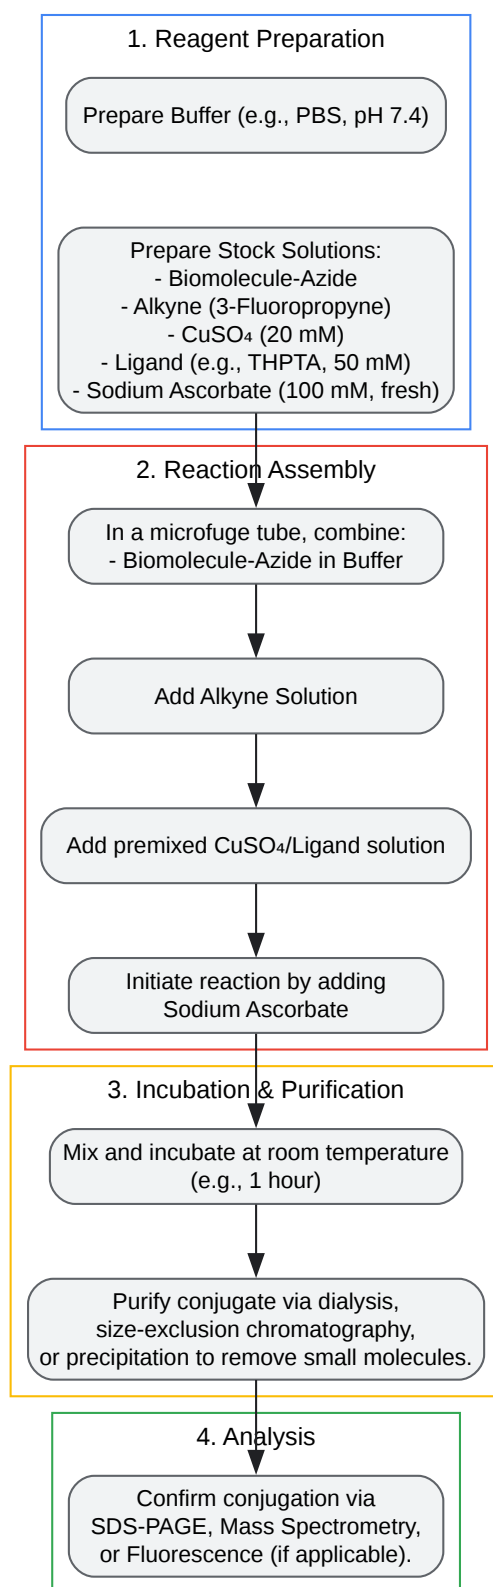 1. Reagent Preparation
Prepare Buffer (e.g., PBS, pH 7.4)
Prepare Stock Solutions:
- Biomolecule-Azide
- Alkyne (3-Fluoropropyne)
- CuSO₄ (20 mM)
- Ligand (e.g., THPTA, 50 mM)
- Sodium Ascorbate (100 mM, fresh)
2. Reaction Assembly
In a microfuge tube, combine:
- Biomolecule-Azide in Buffer
Add Alkyne Solution
Add premixed CuSO₄/Ligand solution
Initiate reaction by adding
Sodium Ascorbate
3. Incubation & Purification
Mix and incubate at room temperature
(e.g., 1 hour)
Purify conjugate via dialysis,
size-exclusion chromatography,
or precipitation to remove small molecules.
4. Analysis
Confirm conjugation via
SDS-PAGE, Mass Spectrometry,
or Fluorescence (if applicable).